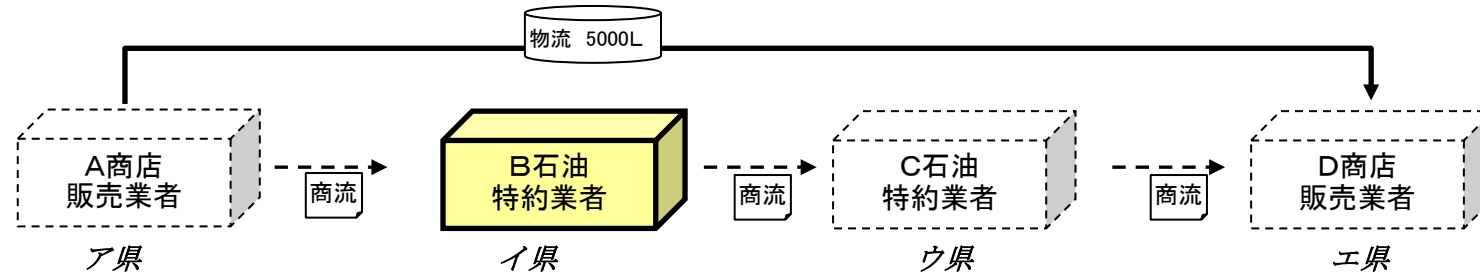 物流 5000L
A商店
販売業者
商流
B石油
特約業者
商流
C石油
特約業者
商流
D商店
販売業者
ア県
イ県
ウ県
エ県